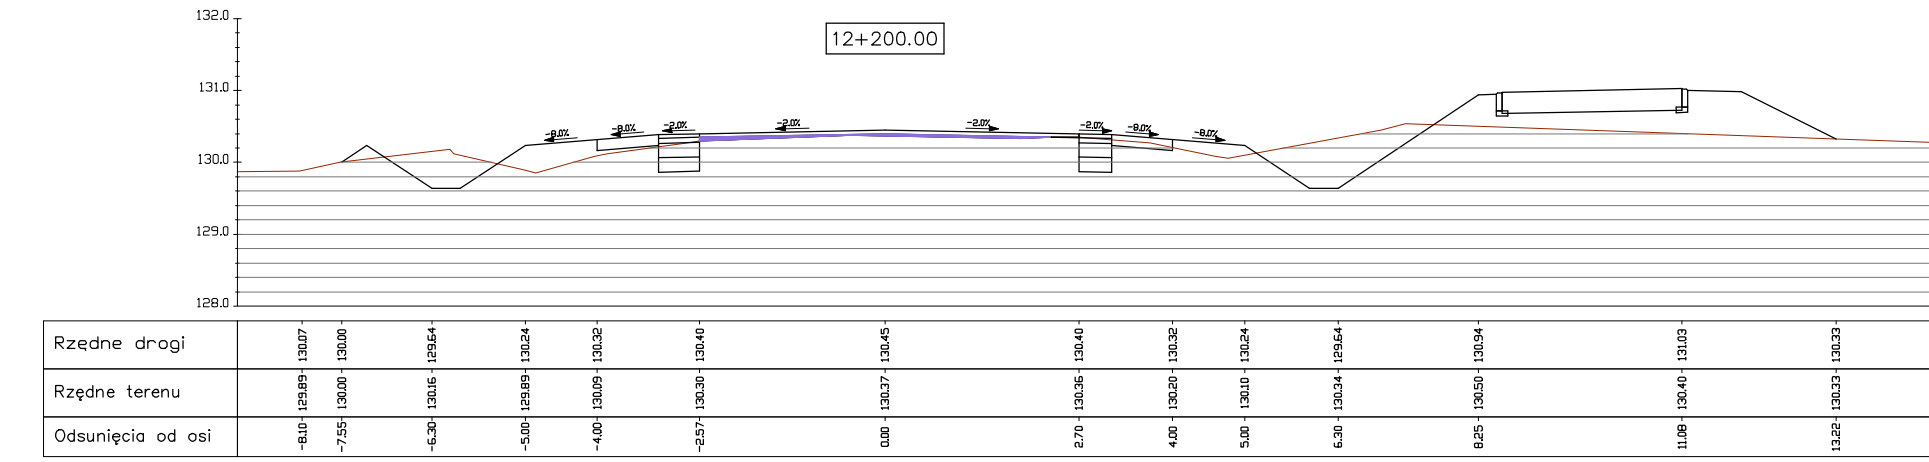 132.0
12+200.00
131.0
-8.0% -8.0% -2.0% -2.0% -2.0% -2.0% -8.0% -8.0%
130.0
129.0
128.0
Rzędne drogi 130.07 130.00 129.64 130.24 130.32 130.40 130.45 130.40 130.32 130.24 129.64 130.94 131.03 130.33
Rzędne terenu 129.89 130.00 130.16 129.89 130.09 130.30 130.37 130.36 130.20 130.10 130.34 130.50 130.40 130.33
Odsunięcia od osi -8.10 -7.55 -6.30 -5.00 -4.00 -2.57 0.00 2.70 4.00 5.00 6.30 8.25 11.08 13.22